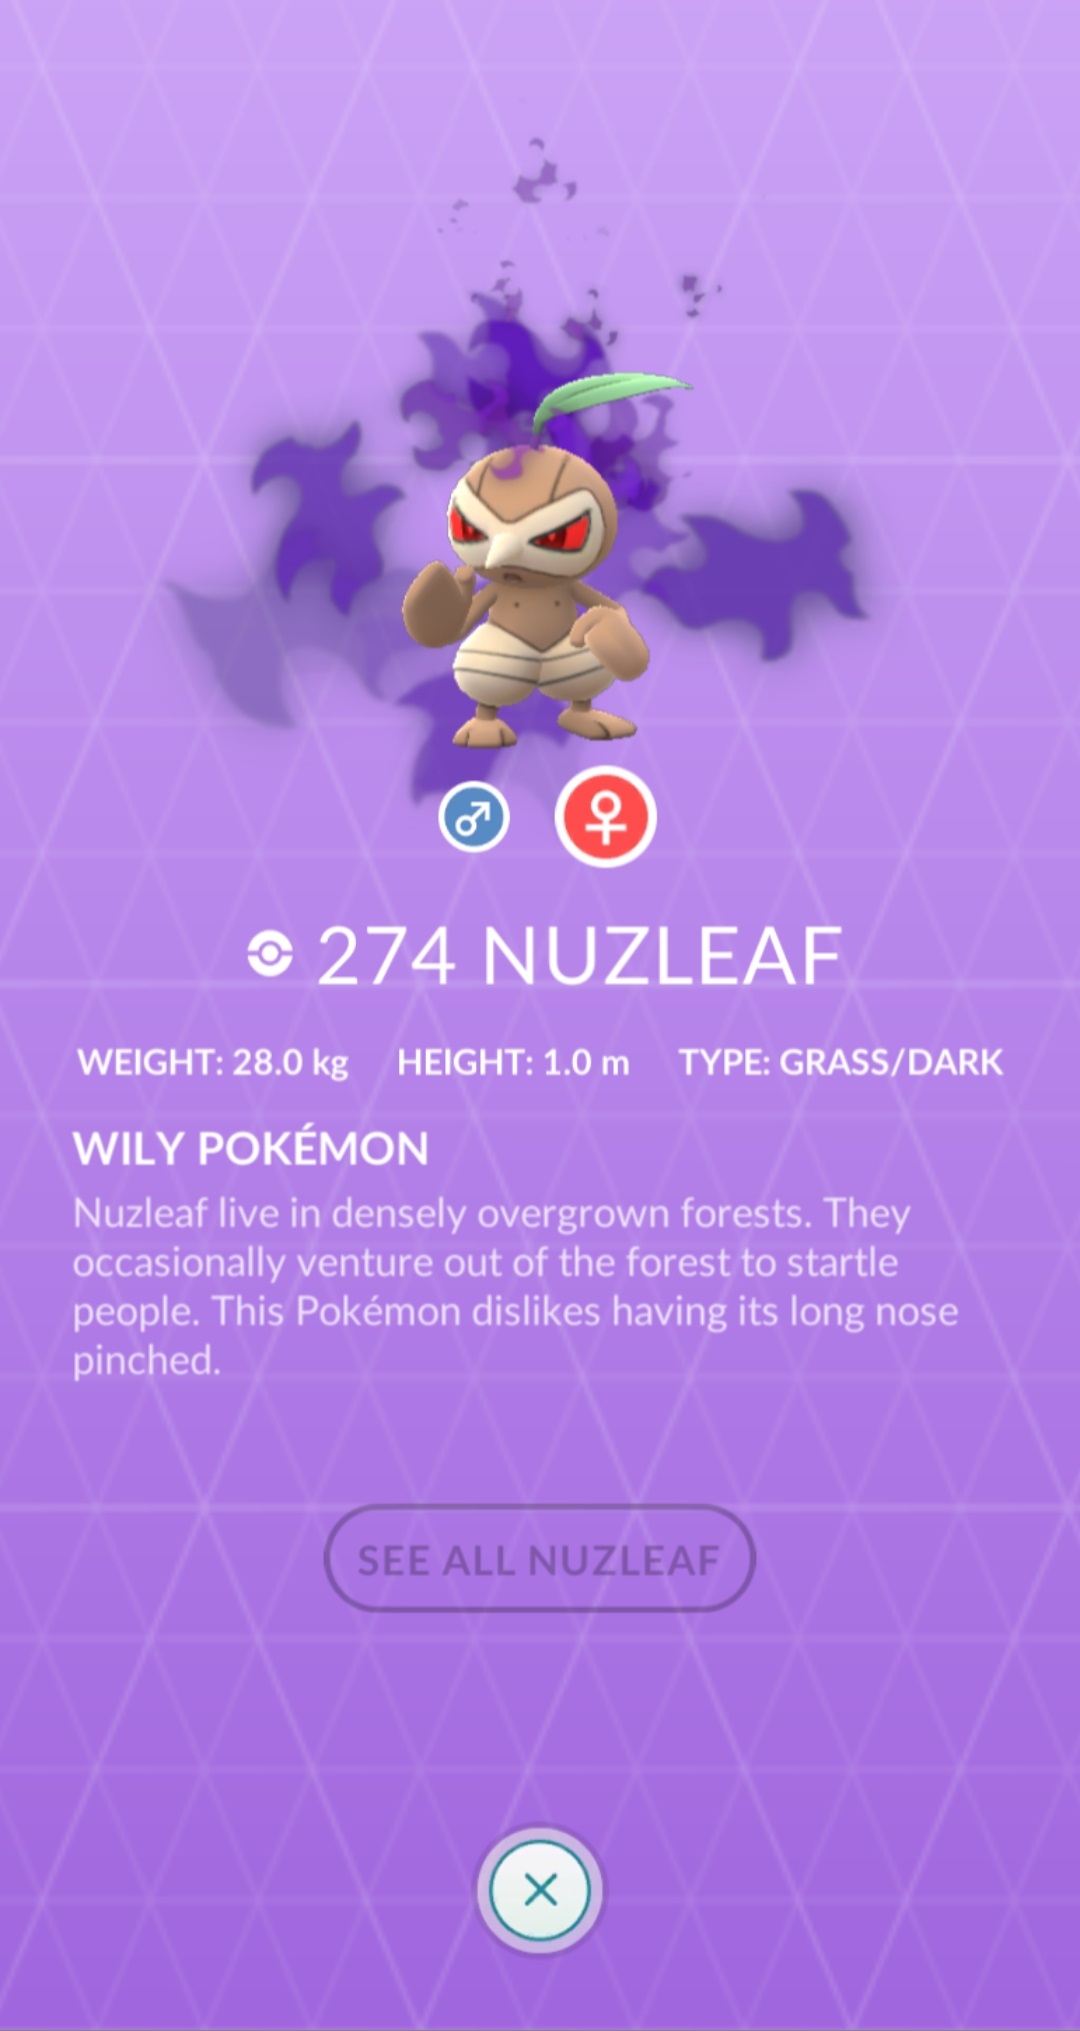 274 NUZLEAF
WEIGHT: 28.0 kg HEIGHT: 1.0 m TYPE: GRASS/DARK
WILY POKÉMON
Nuzleaf live in densely overgrown forests. They
occasionally venture out of the forest to startle
people. This Pokémon dislikes having its long nose
pinched.
SEE ALL NUZLEAF